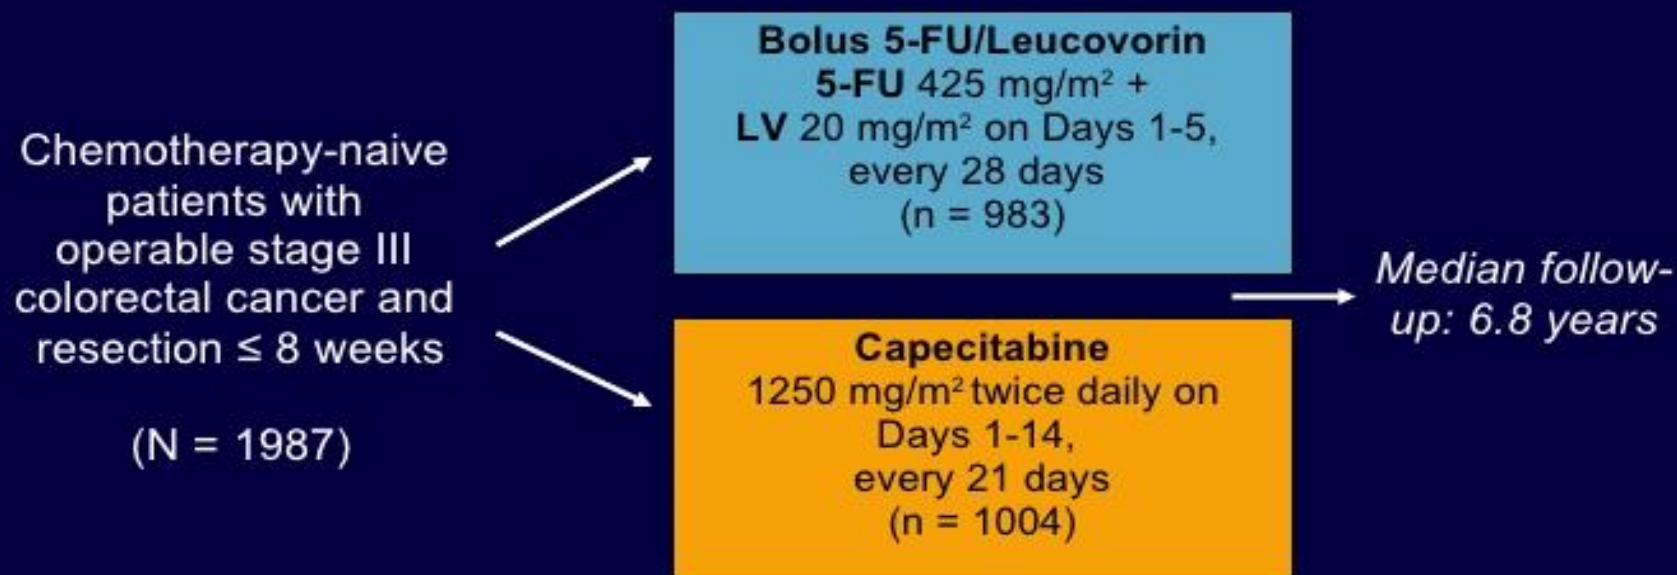 Chemotherapy-naive
patients with
operable stage III
colorectal cancer and
resection ≤ 8 weeks
(N = 1987)
Bolus 5-FU/Leucovorin
5-FU 425 mg/m² +
LV 20 mg/m² on Days 1-5,
every 28 days
(n = 983)
Capecitabine
1250 mg/m² twice daily on
Days 1-14,
every 21 days
(n = 1004)
Median follow-
up: 6.8 years